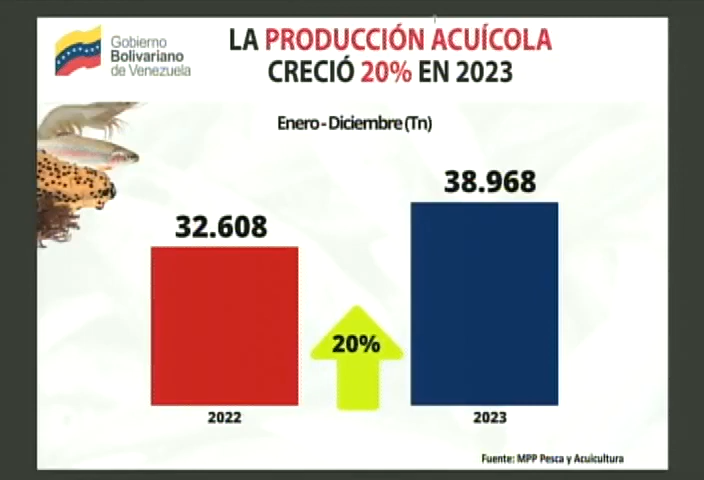 Gobierno
Bolivariano
de Venezuela
LA PRODUCCIÓN ACUÍCOLA
CRECIÓ 20% EN 2023
Enero - Diciembre (Tn)
38.968
32.608
20%
2022
2023
Fuente: MPP Pesca y Acuicultura